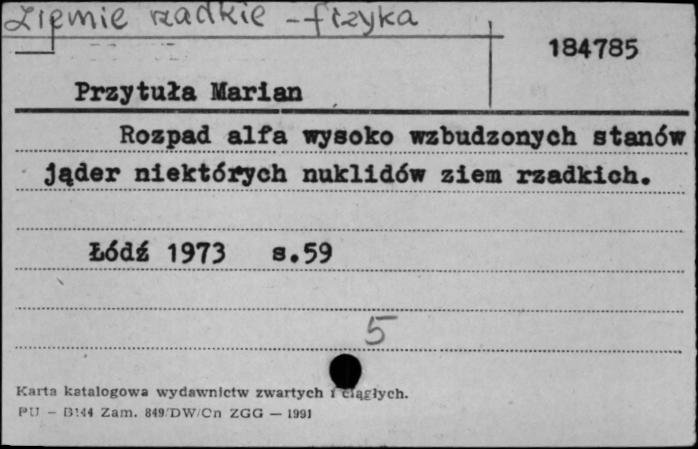 Ziemie rzadkie - fizyka
184785
Przytuła Marian
Rozpad alfa wysoko wzbudzonych stanów
jąder niektórych nuklidów ziem rzadkich.
Łódź 1973 s.59
5
Karta katalogowa wydawnictw zwartych i ciągłych.
PU - B144 Zam. 849/DW/Cn ZGG — 1991